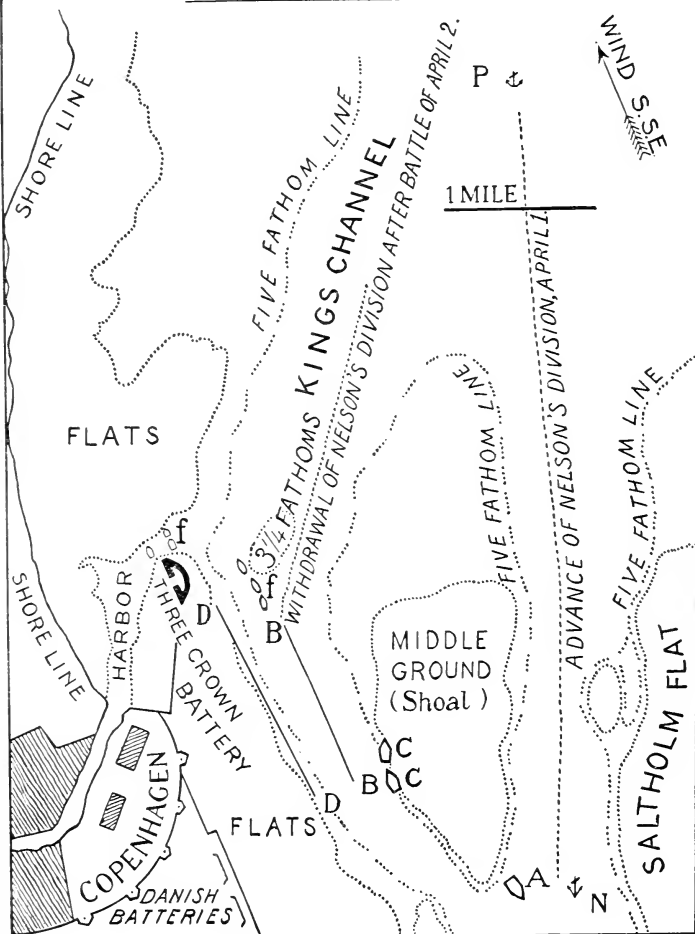 WIND S.SE
P
1 MILE
SHORE LINE
FIVE FATHOM LINE
KINGS CHANNEL
3¼ FATHOMS
WITHDRAWAL OF NELSON'S DIVISION AFTER BATTLE OF APRIL 2.
ADVANCE OF NELSON'S DIVISION, APRIL 1.
FIVE FATHOM LINE
FIVE FATHOM LINE
FLATS
f
f
HARBOR
THREE CROWN
BATTERY
D
B
MIDDLE
GROUND
(Shoal)
SHORE LINE
SALTHOLM FLAT
C
C
B
D
FLATS
COPENHAGEN
DANISH
BATTERIES
A
N